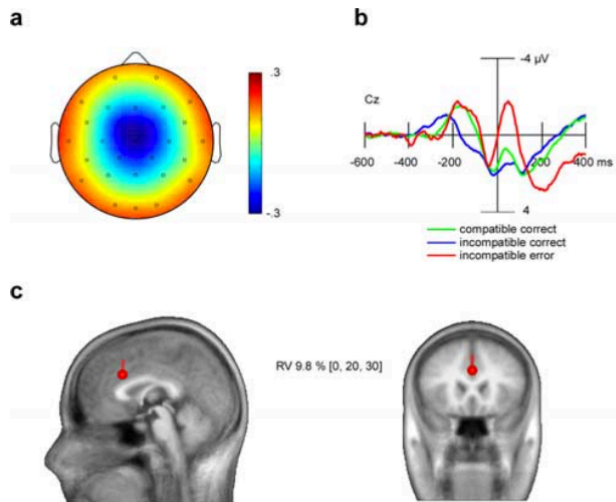 a
b
.3
-.3
-4 µV
Cz
-600
-400
-200
200
400 ms
4
compatible correct
incompatible correct
incompatible error
c
RV 9.8 % [0, 20, 30]